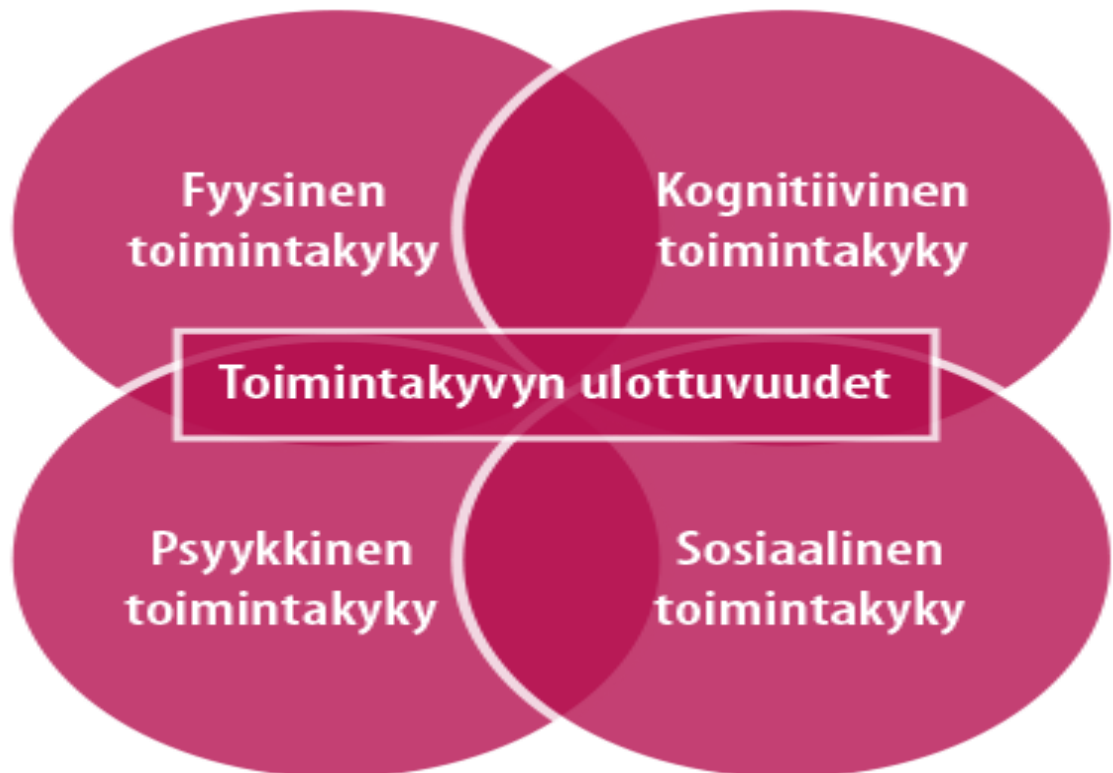 Fyysinen
toimintakyky
Kognitiivinen
toimintakyky
Toimintakyvyn ulottuvuudet
Psyykkinen
toimintakyky
Sosiaalinen
toimintakyky